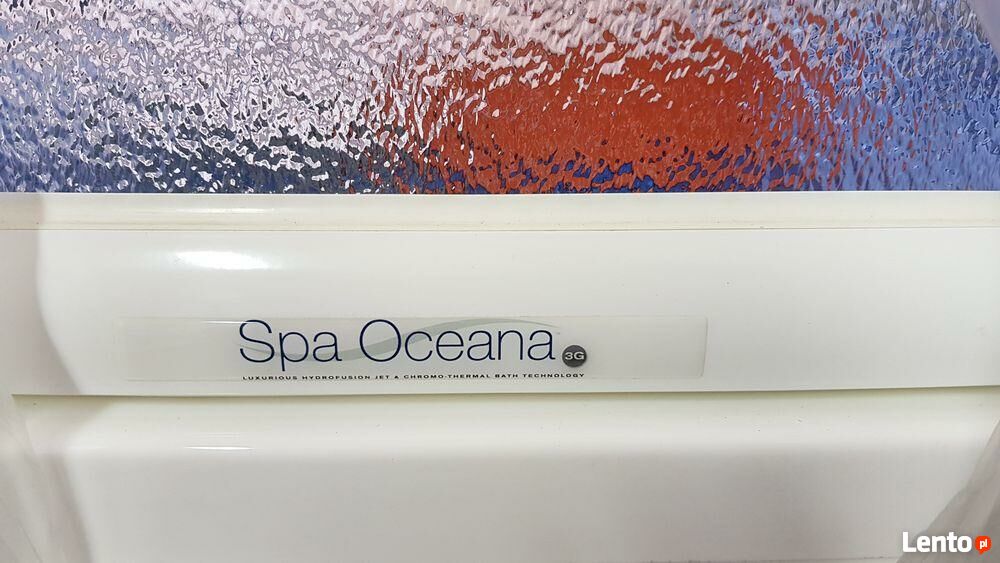 Spa Oceana 3G
LUXURIOUS HYDROFUSION JET & CHROMO-THERMAL BATH TECHNOLOGY
Lento pl